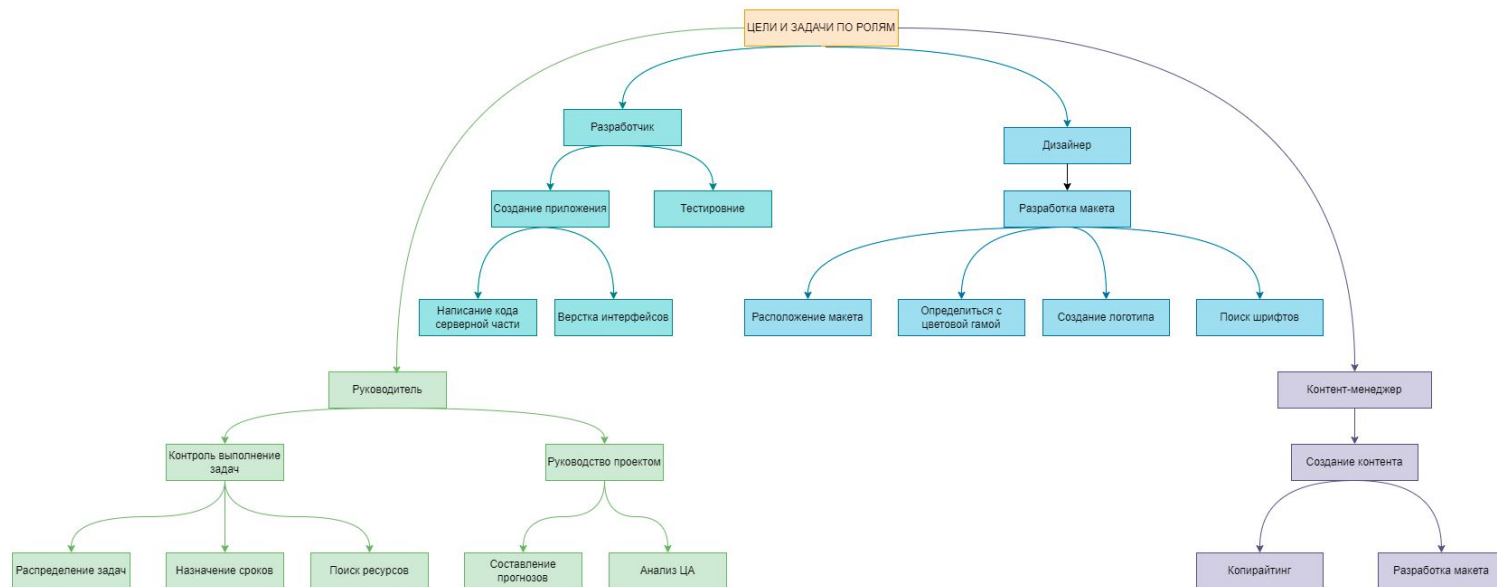 ЦЕЛИ И ЗАДАЧИ ПО РОЛЯМ
Разработчик
Дизайнер
Создание приложения
Тестировние
Разработка макета
Написание кода
серверной части
Верстка интерфейсов
Расположение макета
Определиться с
цветовой гамой
Создание логотипа
Поиск шрифтов
Руководитель
Контент-менеджер
Контроль выполнение
задач
Руководство проектом
Создание контента
Распределение задач
Назначение сроков
Поиск ресурсов
Составление
прогнозов
Анализ ЦА
Копирайтинг
Разработка макета